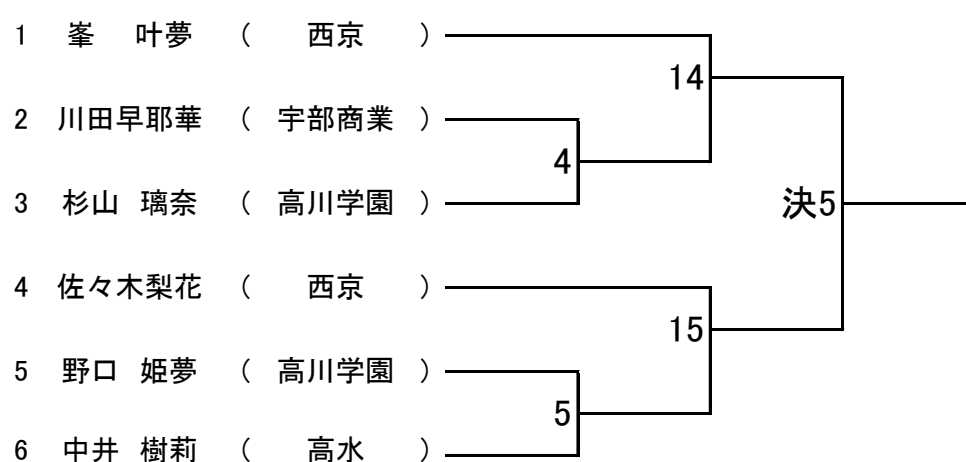 1 峯 叶夢 （ 西京 ）
14
2 川田早耶華 （ 宇部商業 ）
4
3 杉山 璃奈 （ 高川学園 ）
決5
4 佐々木梨花 （ 西京 ）
15
5 野口 姫夢 （ 高川学園 ）
5
6 中井 樹莉 （ 高水 ）